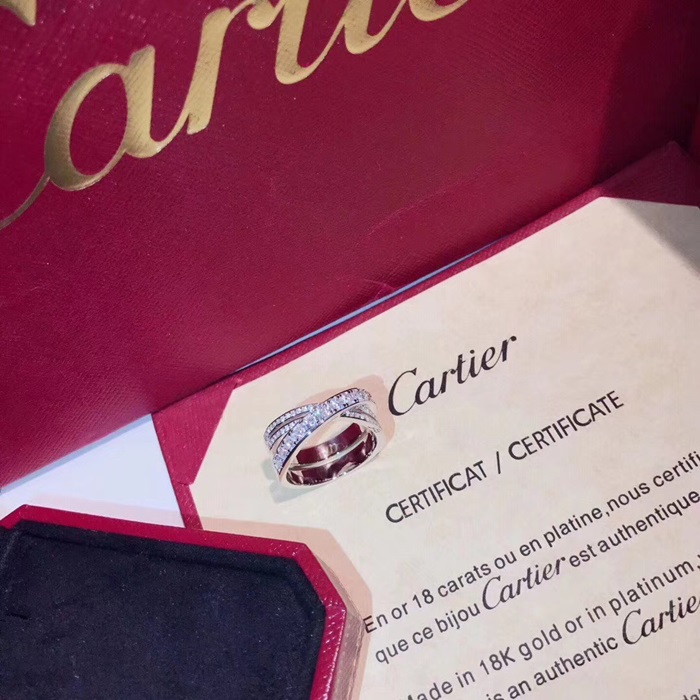 Cartier
Cartier
CERTIFICAT / CERTIFICATE
En or 18 carats ou en platine, nous certifi
que ce bijou Cartier est authentique
Made in 18K gold or in platinum,
is an authentic Cartie